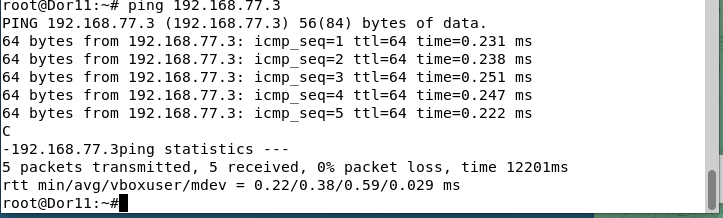 root@Dor11:~# ping 192.168.77.3
PING 192.168.77.3 (192.168.77.3) 56(84) bytes of data.
64 bytes from 192.168.77.3: icmp_seq=1 ttl=64 time=0.231 ms
64 bytes from 192.168.77.3: icmp_seq=2 ttl=64 time=0.238 ms
64 bytes from 192.168.77.3: icmp_seq=3 ttl=64 time=0.251 ms
64 bytes from 192.168.77.3: icmp_seq=4 ttl=64 time=0.247 ms
64 bytes from 192.168.77.3: icmp_seq=5 ttl=64 time=0.222 ms
C
-192.168.77.3ping statistics ---
5 packets transmitted, 5 received, 0% packet loss, time 12201ms
rtt min/avg/vboxuser/mdev = 0.22/0.38/0.59/0.029 ms
root@Dor11:~#